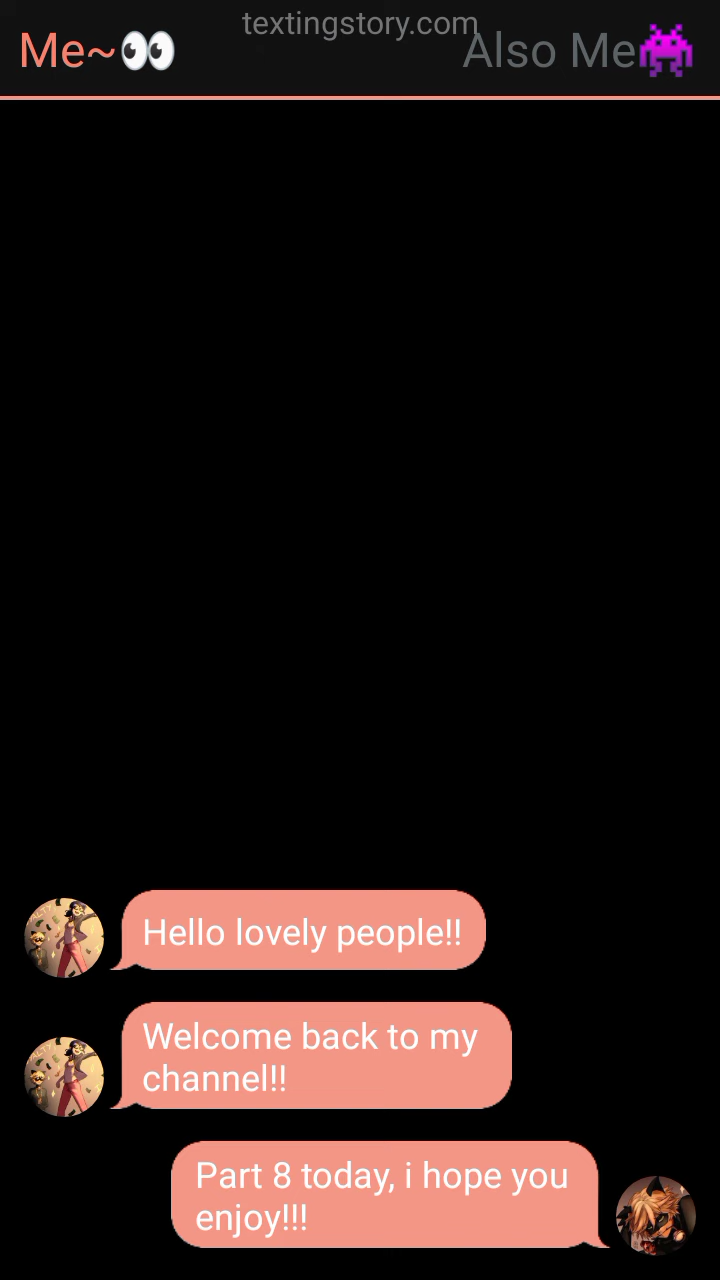 textingstory.com
Me~👀
Also Me👾
Hello lovely people!!
Welcome back to my
channel!!
Part 8 today, i hope you
enjoy!!!